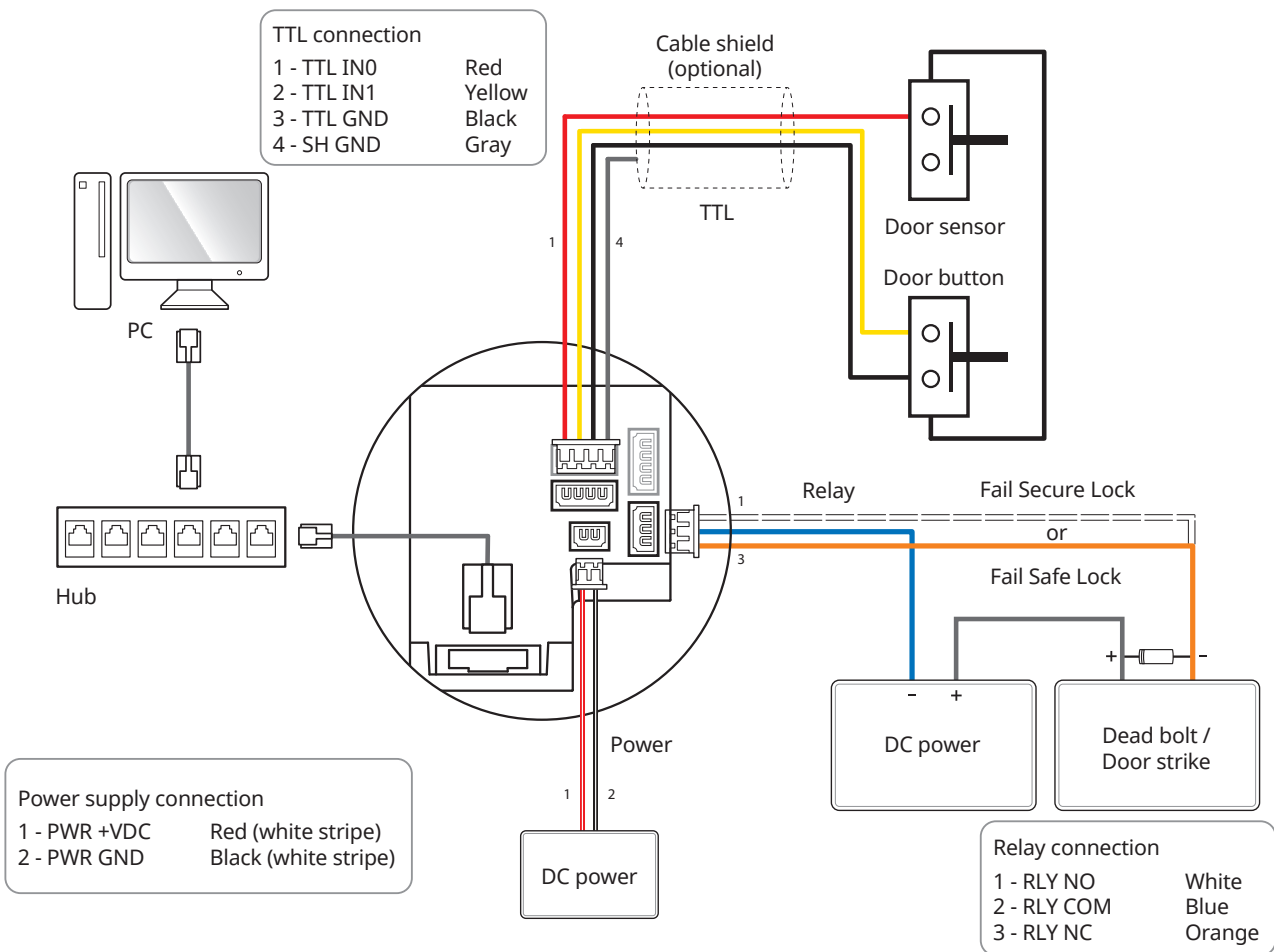 TTL connection
1 - TTL IN0 Red
2 - TTL IN1 Yellow
3 - TTL GND Black
4 - SH GND Gray
Cable shield
(optional)
TTL
1
4
Door sensor
Door button
PC
Hub
1
Relay
Fail Secure Lock
or
3
Fail Safe Lock
+
-
-
+
DC power
Dead bolt /
Door strike
Power
1
2
DC power
Power supply connection
1 - PWR +VDC Red (white stripe)
2 - PWR GND Black (white stripe)
Relay connection
1 - RLY NO White
2 - RLY COM Blue
3 - RLY NC Orange